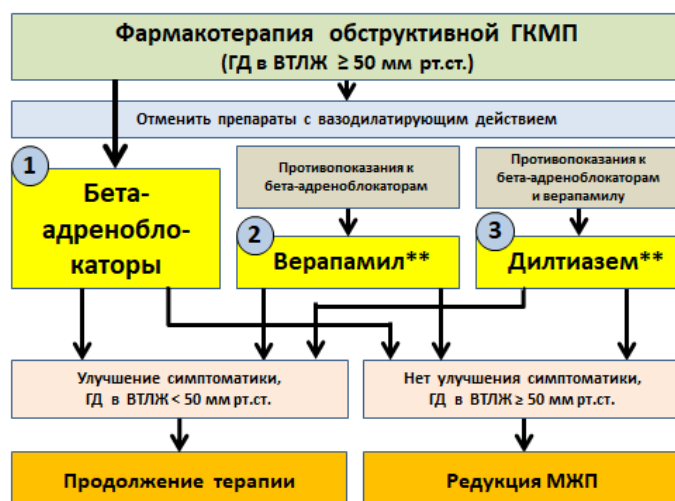 Фармакотерапия обструктивной ГКМП
(ГД в ВТЛЖ ≥ 50 мм рт.ст.)
Отменить препараты с вазодилатирующим действием
1
Бета-
адренобло-
каторы
Противопоказания к
бета-адреноблокаторам
2
Верапамил**
Противопоказания к
бета-адреноблокаторам
и верапамилу
3
Дилтиазем**
Улучшение симптоматики,
ГД в ВТЛЖ < 50 мм рт.ст.
Нет улучшения симптоматики,
ГД в ВТЛЖ ≥ 50 мм рт.ст.
Продолжение терапии
Редукция МЖП